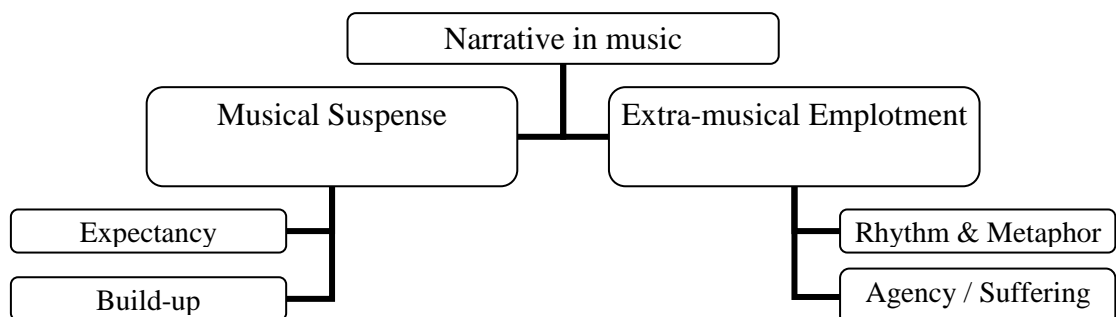 Narrative in music
Musical Suspense
Extra-musical Emplotment
Expectancy
Rhythm & Metaphor
Build-up
Agency / Suffering